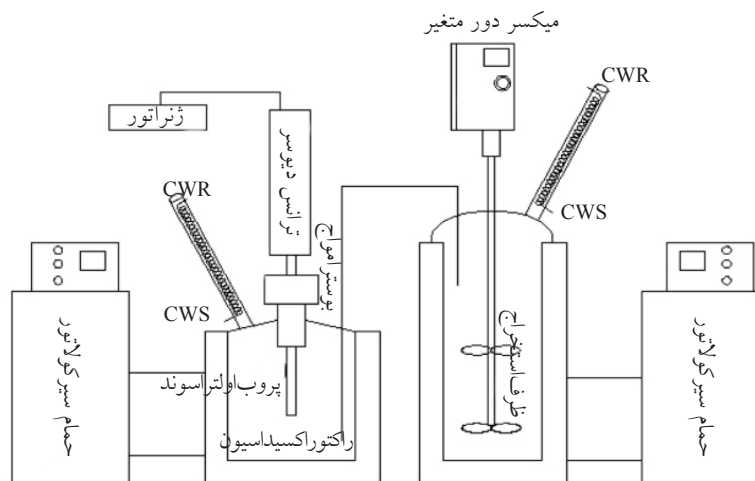 میکسر دور متغیر
CWR
ژنراتور
ترانس دیوسر
CWR
CWS
بوستر امواج
CWS
حمام سیرکولاتور
ظرف استخراج
حمام سیرکولاتور
پروب اولتراسوند
راکتور اکسیداسیون